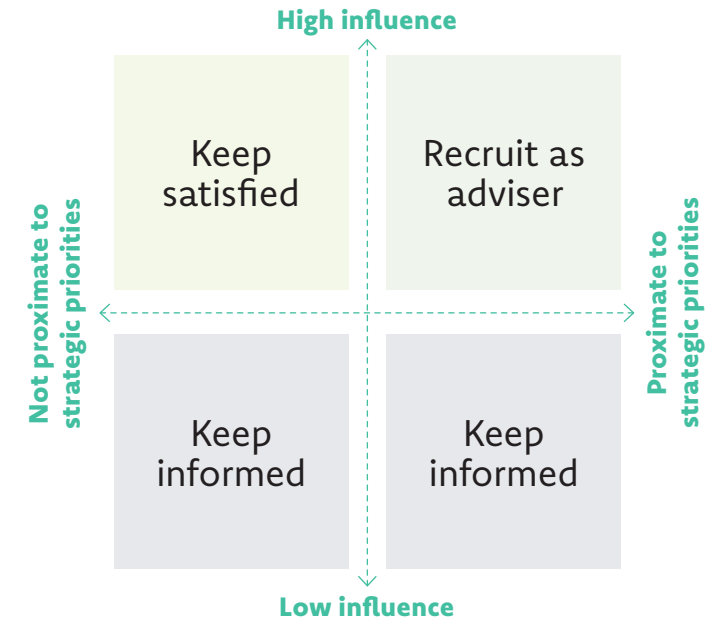 High influence
Keep
satisfied
Recruit as
adviser
Not proximate to
strategic priorities
Proximate to
strategic priorities
Keep
informed
Keep
informed
Low influence